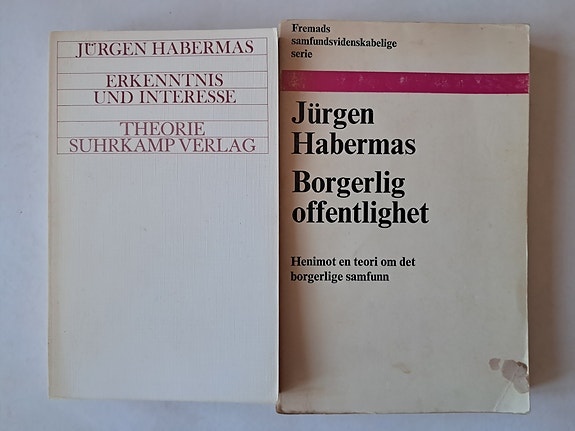 JÜRGEN HABERMAS
ERKENNTNIS
UND INTERESSE
THEORIE
SUHRKAMP VERLAG
Fremads
samfundsvidenskabelige
serie
Jürgen
Habermas
Borgerlig
offentlighet
Henimot en teori om det
borgerlige samfunn